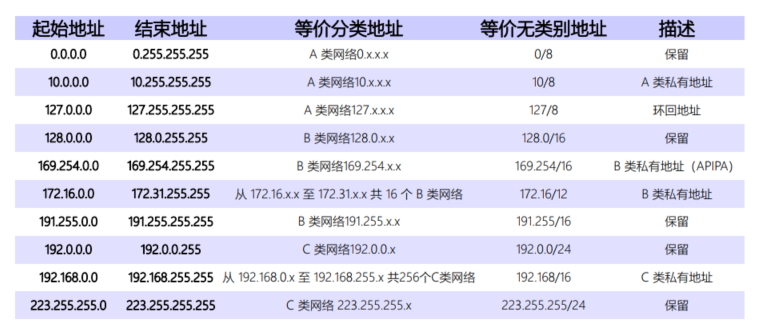 起始地址 结束地址 等价分类地址 等价无类别地址 描述
0.0.0.0 0.255.255.255 A 类网络0.x.x.x 0/8 保留
10.0.0.0 10.255.255.255 A 类网络10.x.x.x 10/8 A 类私有地址
127.0.0.0 127.255.255.255 A 类网络127.x.x.x 127/8 环回地址
128.0.0.0 128.0.255.255 B 类网络128.0.x.x 128.0/16 保留
169.254.0.0 169.254.255.255 B 类网络169.254.x.x 169.254/16 B 类私有地址（APIPA）
172.16.0.0 172.31.255.255 从 172.16.x.x 至 172.31.x.x 共 16 个 B 类网络 172.16/12 B 类私有地址
191.255.0.0 191.255.255.255 B 类网络191.255.x.x 191.255/16 保留
192.0.0.0 192.0.0.255 C 类网络192.0.0.x 192.0.0/24 保留
192.168.0.0 192.168.255.255 从 192.168.0.x 至 192.168.255.x 共256个C类网络 192.168/16 C 类私有地址
223.255.255.0 223.255.255.255 C 类网络 223.255.255.x 223.255.255/24 保留